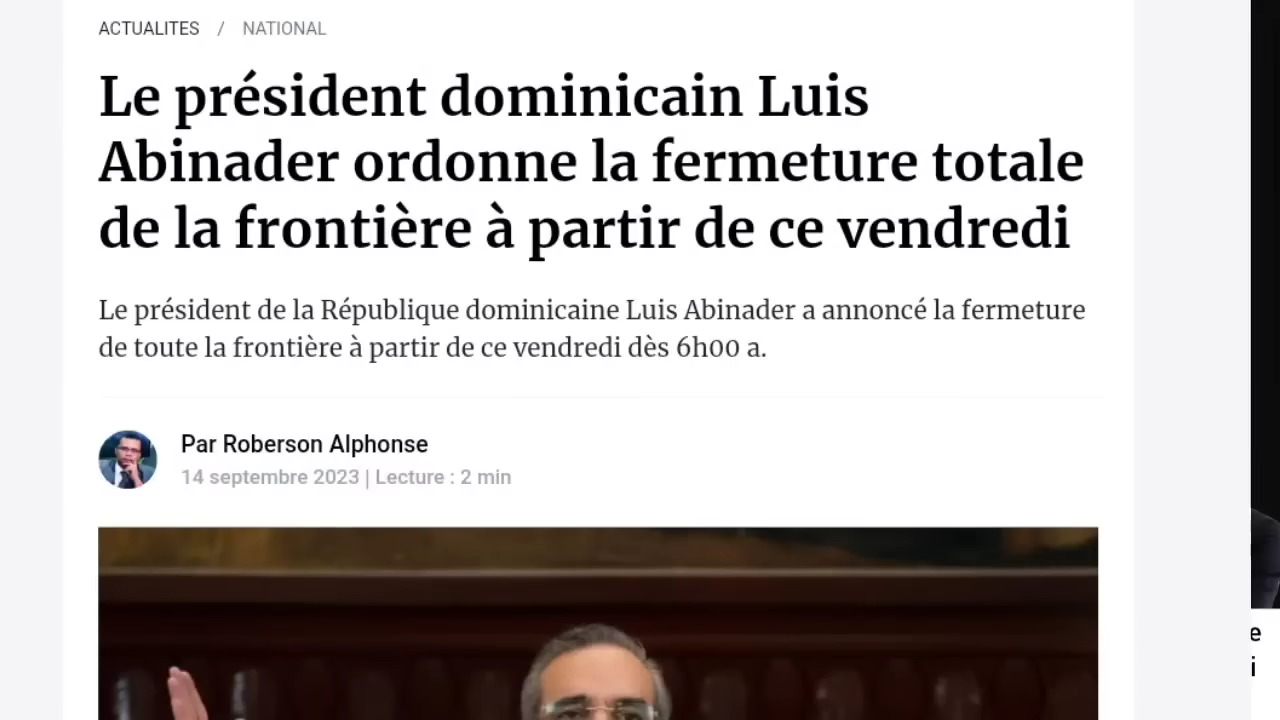 ACTUALITES / NATIONAL
Le président dominicain Luis
Abinader ordonne la fermeture totale
de la frontière à partir de ce vendredi
Le président de la République dominicaine Luis Abinader a annoncé la fermeture
de toute la frontière à partir de ce vendredi dès 6h00 a.
Par Roberson Alphonse
14 septembre 2023 | Lecture : 2 min